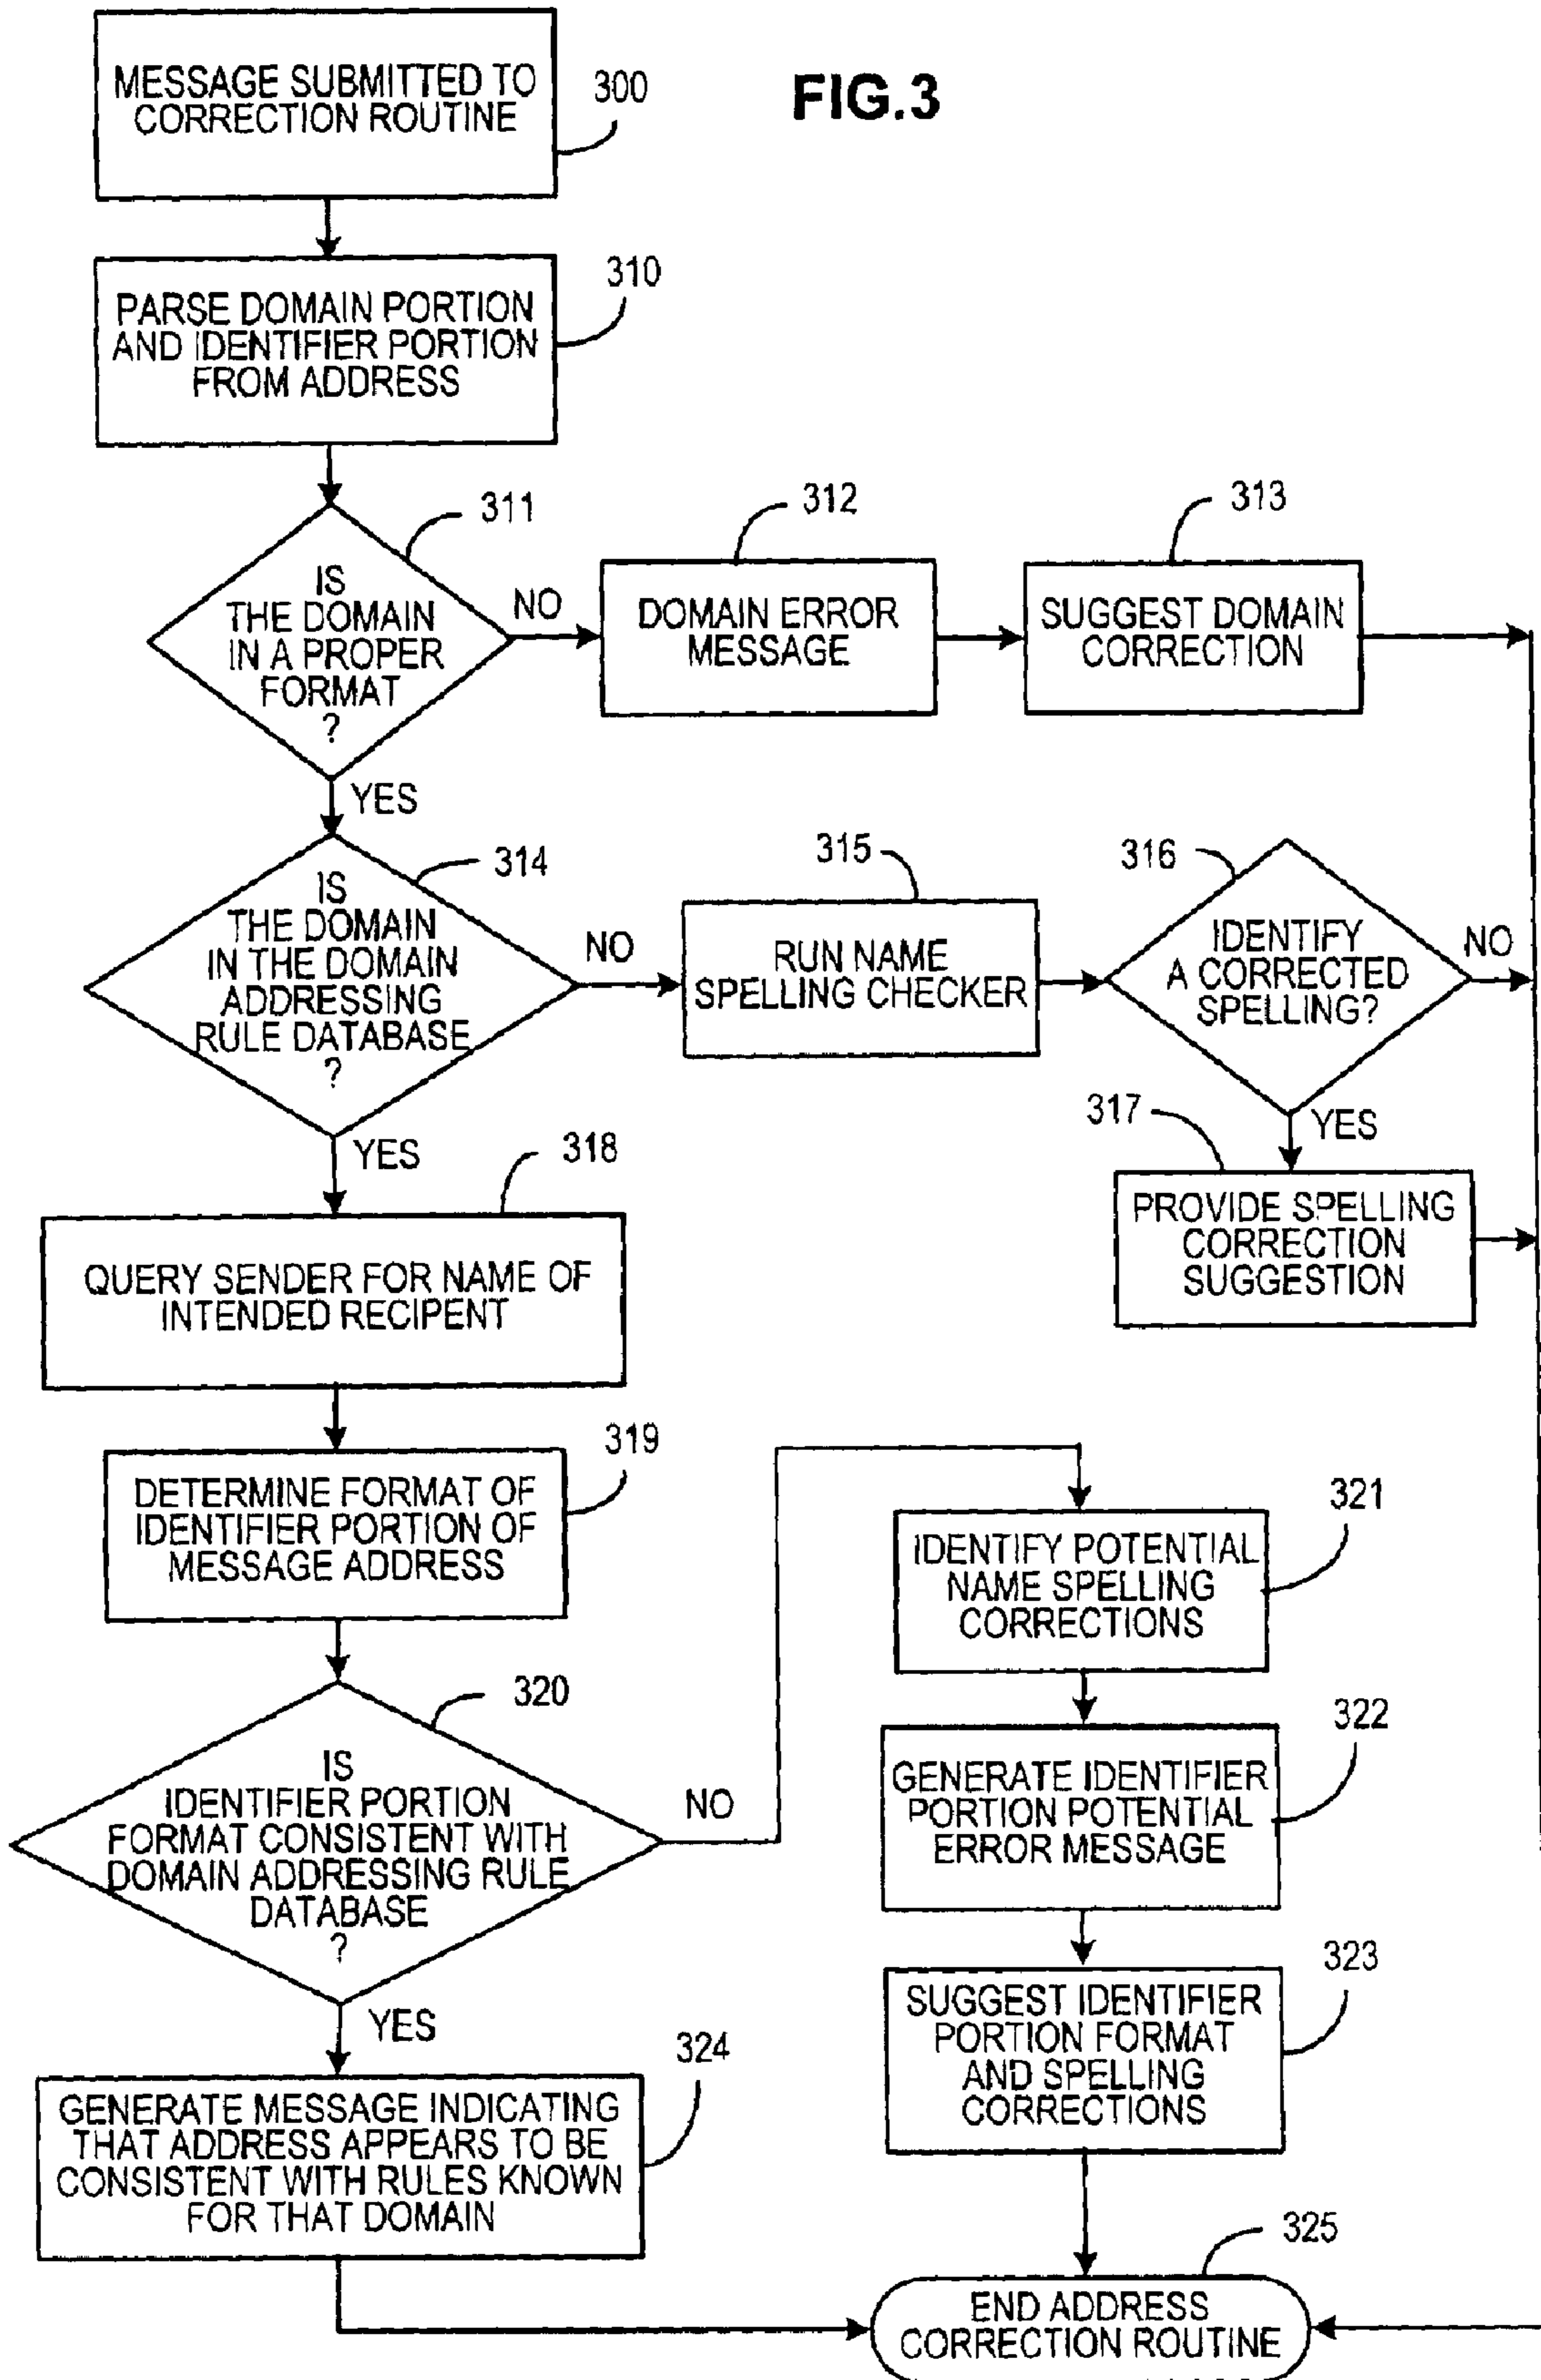 FIG.3
MESSAGE SUBMITTED TO
CORRECTION ROUTINE
300
PARSE DOMAIN PORTION
AND IDENTIFIER PORTION
FROM ADDRESS
310
IS
THE DOMAIN
IN A PROPER
FORMAT
?
311
NO
DOMAIN ERROR
MESSAGE
312
SUGGEST DOMAIN
CORRECTION
313
YES
IS
THE DOMAIN
IN THE DOMAIN
ADDRESSING
RULE DATABASE
?
314
NO
RUN NAME
SPELLING CHECKER
315
IDENTIFY
A CORRECTED
SPELLING?
316
NO
YES
PROVIDE SPELLING
CORRECTION
SUGGESTION
317
YES
QUERY SENDER FOR NAME OF
INTENDED RECIPENT
318
DETERMINE FORMAT OF
IDENTIFIER PORTION OF
MESSAGE ADDRESS
319
IS
IDENTIFIER PORTION
FORMAT CONSISTENT WITH
DOMAIN ADDRESSING RULE
DATABASE
?
320
NO
IDENTIFY POTENTIAL
NAME SPELLING
CORRECTIONS
321
GENERATE IDENTIFIER
PORTION POTENTIAL
ERROR MESSAGE
322
SUGGEST IDENTIFIER
PORTION FORMAT
AND SPELLING
CORRECTIONS
323
YES
GENERATE MESSAGE INDICATING
THAT ADDRESS APPEARS TO BE
CONSISTENT WITH RULES KNOWN
FOR THAT DOMAIN
324
END ADDRESS
CORRECTION ROUTINE
325